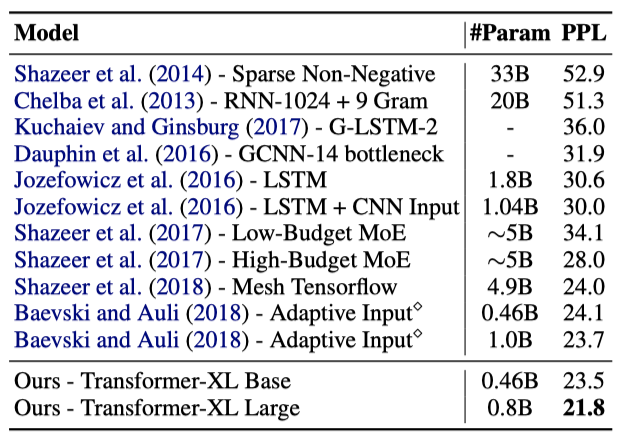 Model #Param PPL
Shazeer et al. (2014) - Sparse Non-Negative 33B 52.9
Chelba et al. (2013) - RNN-1024 + 9 Gram 20B 51.3
Kuchaiev and Ginsburg (2017) - G-LSTM-2 - 36.0
Dauphin et al. (2016) - GCNN-14 bottleneck - 31.9
Jozefowicz et al. (2016) - LSTM 1.8B 30.6
Jozefowicz et al. (2016) - LSTM + CNN Input 1.04B 30.0
Shazeer et al. (2017) - Low-Budget MoE ∼5B 34.1
Shazeer et al. (2017) - High-Budget MoE ∼5B 28.0
Shazeer et al. (2018) - Mesh Tensorflow 4.9B 24.0
Baevski and Auli (2018) - Adaptive Input⋄ 0.46B 24.1
Baevski and Auli (2018) - Adaptive Input⋄ 1.0B 23.7
Ours - Transformer-XL Base 0.46B 23.5
Ours - Transformer-XL Large 0.8B 21.8